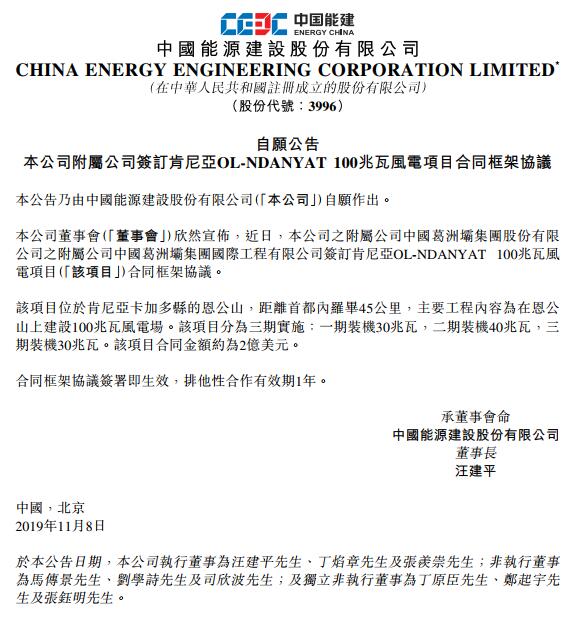 CEEC 中国能建
ENERGY CHINA
中國能源建設股份有限公司
CHINA ENERGY ENGINEERING CORPORATION LIMITED*
(在中華人民共和國註冊成立的股份有限公司)
(股份代號：3996)
自願公告
本公司附屬公司簽訂肯尼亞OL-NDANYAT 100兆瓦風電項目合同框架協議
本公告乃由中國能源建設股份有限公司(「本公司」)自願作出。
本公司董事會(「董事會」)欣然宣佈，近日，本公司之附屬公司中國葛洲壩集團股份有限
公司之附屬公司中國葛洲壩集團國際工程有限公司簽訂肯尼亞OL-NDANYAT 100兆瓦風
電項目(「該項目」)合同框架協議。
該項目位於肯尼亞卡加多縣的恩公山，距離首都內羅畢45公里，主要工程內容為在恩公
山上建設100兆瓦風電場。該項目分為三期實施：一期裝機30兆瓦，二期裝機40兆瓦，三
期裝機30兆瓦。該項目合同金額約為2億美元。
合同框架協議簽署即生效，排他性合作有效期1年。
承董事會命
中國能源建設股份有限公司
董事長
汪建平
中國，北京
2019年11月8日
於本公告日期，本公司執行董事為汪建平先生、丁焰章先生及張羨崇先生；非執行董事
為馬傳景先生、劉學詩先生及司欣波先生；及獨立非執行董事為丁原臣先生、鄭起宇先
生及張鈺明先生。